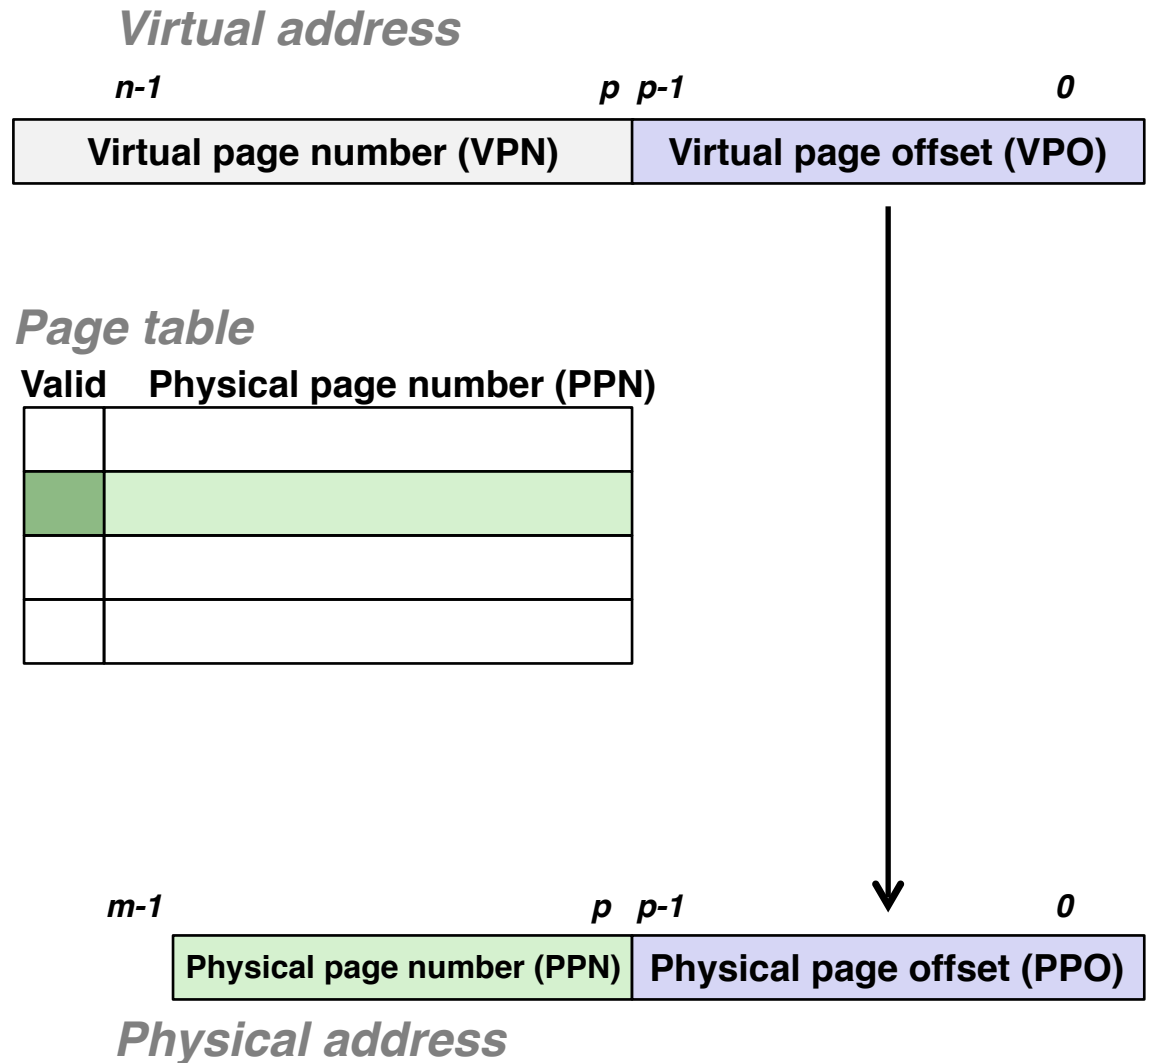 Virtual address
n-1 p p-1 0
Virtual page number (VPN) Virtual page offset (VPO)
Page table
Valid Physical page number (PPN)
m-1 p p-1 0
Physical page number (PPN) Physical page offset (PPO)
Physical address